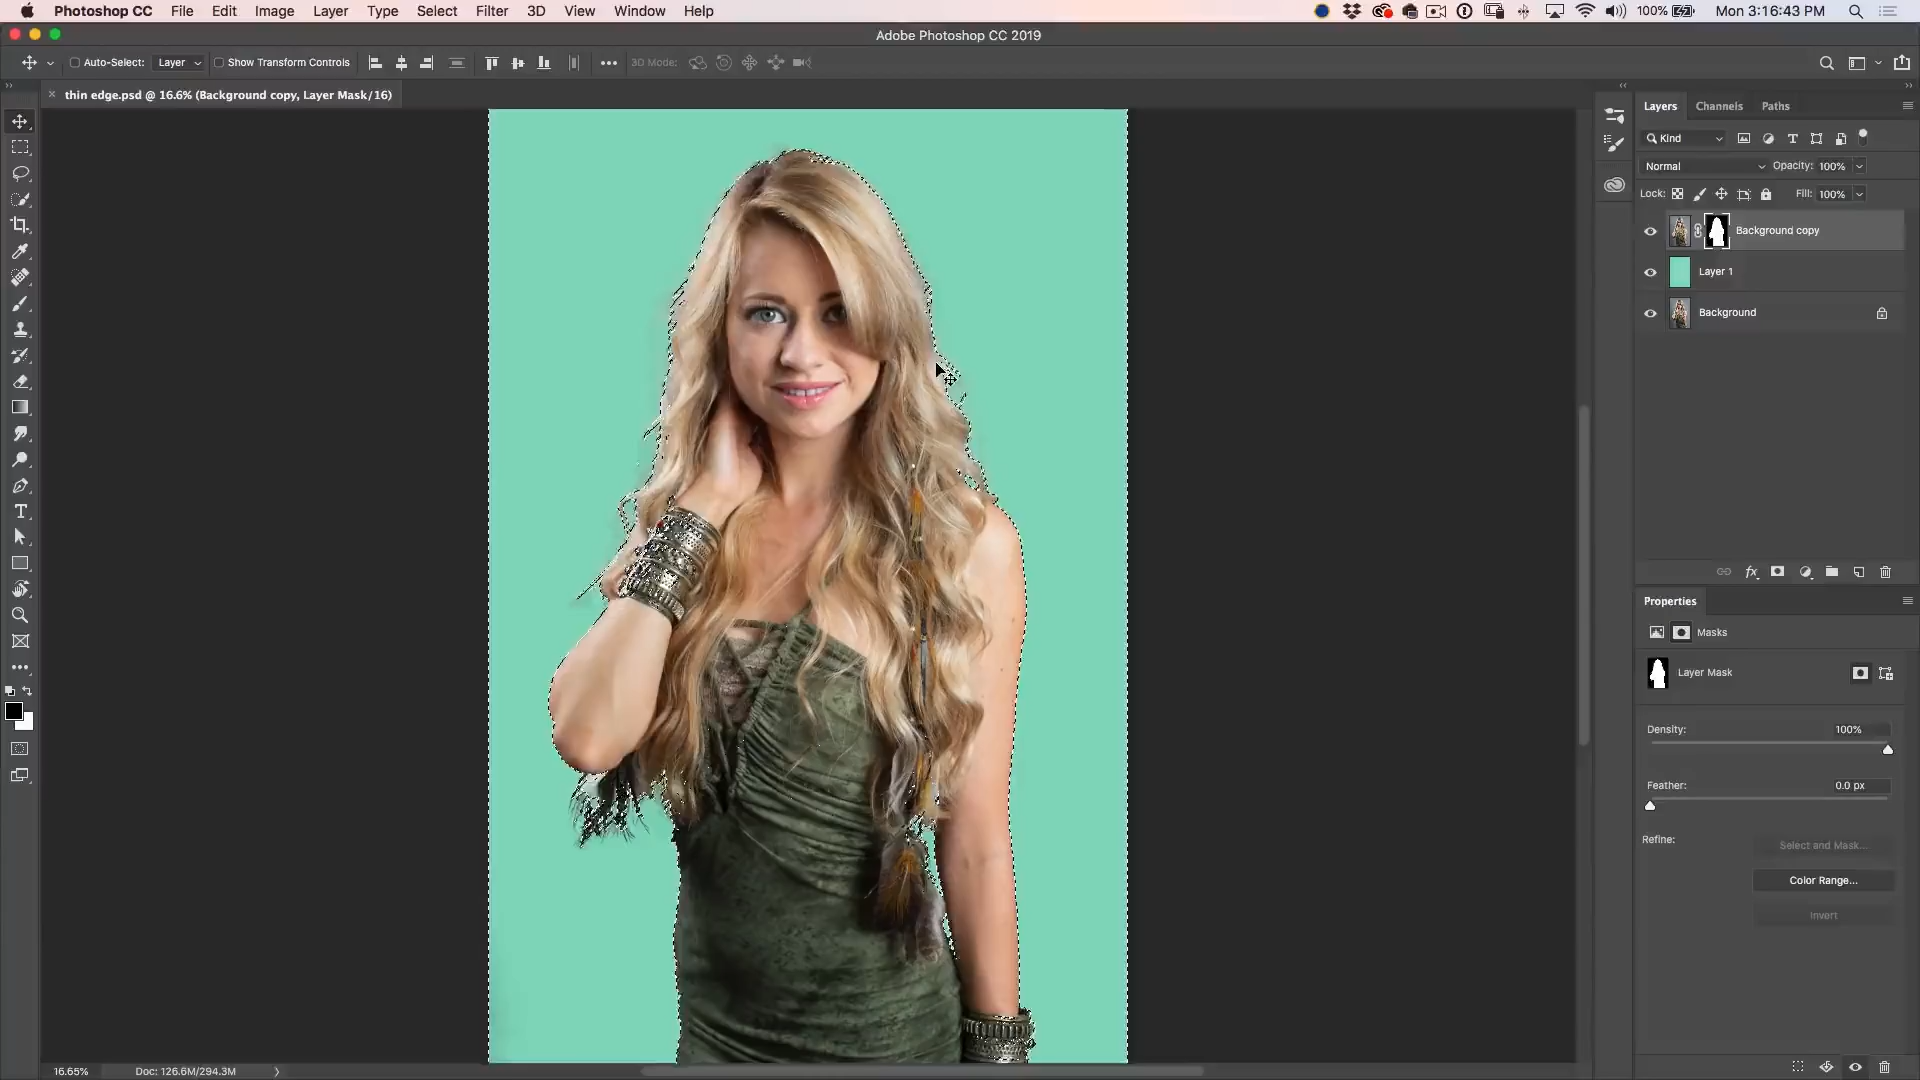 Photoshop CC File Edit Image Layer Type Select Filter 3D View Window Help 100% Mon 3:16:43 PM
Adobe Photoshop CC 2019
Auto-Select: Layer Show Transform Controls 3D Mode:
× thin edge.psd @ 16.6% (Background copy, Layer Mask/16)
Layers Channels Paths
Kind
Normal Opacity: 100%
Lock: Fill: 100%
Background copy
Layer 1
Background
Properties
Masks
Layer Mask
Density: 100%
Feather: 0.0 px
Refine:
Select and Mask...
Color Range...
Invert
16.65% Doc: 126.6M/294.3M